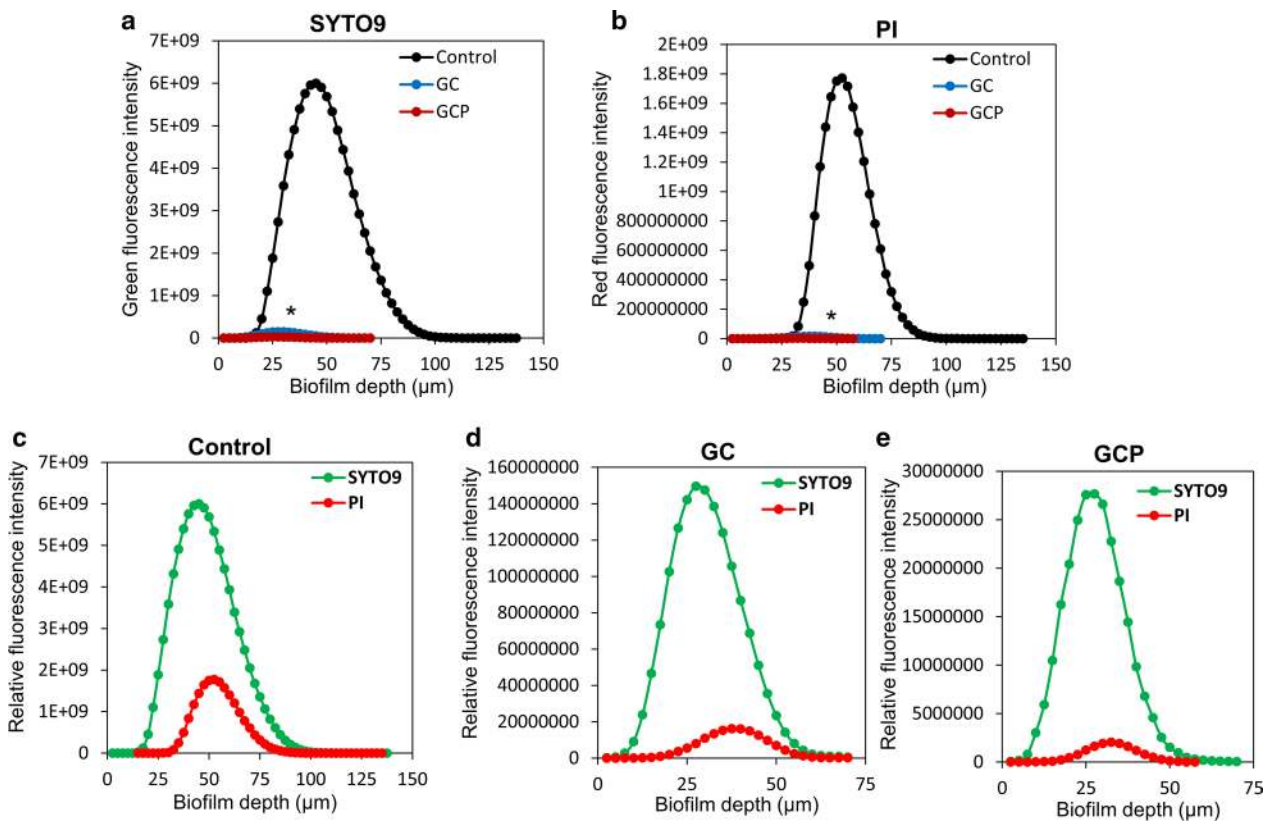 a
SYTO9
7E+09
6E+09
5E+09
4E+09
3E+09
2E+09
1E+09
0
Green fluorescence intensity
Control
GC
GCP
*
0 25 50 75 100 125 150
Biofilm depth (µm)
b
PI
2E+09
1.8E+09
1.6E+09
1.4E+09
1.2E+09
1E+09
800000000
600000000
400000000
200000000
0
Red fluorescence intensity
Control
GC
GCP
*
0 25 50 75 100 125 150
Biofilm depth (µm)
c
Control
7E+09
6E+09
5E+09
4E+09
3E+09
2E+09
1E+09
0
Relative fluorescence intensity
SYTO9
PI
0 25 50 75 100 125 150
Biofilm depth (µm)
d
GC
160000000
140000000
120000000
100000000
80000000
60000000
40000000
20000000
0
Relative fluorescence intensity
SYTO9
PI
0 25 50 75
Biofilm depth (µm)
e
GCP
30000000
25000000
20000000
15000000
10000000
5000000
0
Relative fluorescence intensity
SYTO9
PI
0 25 50 75
Biofilm depth (µm)